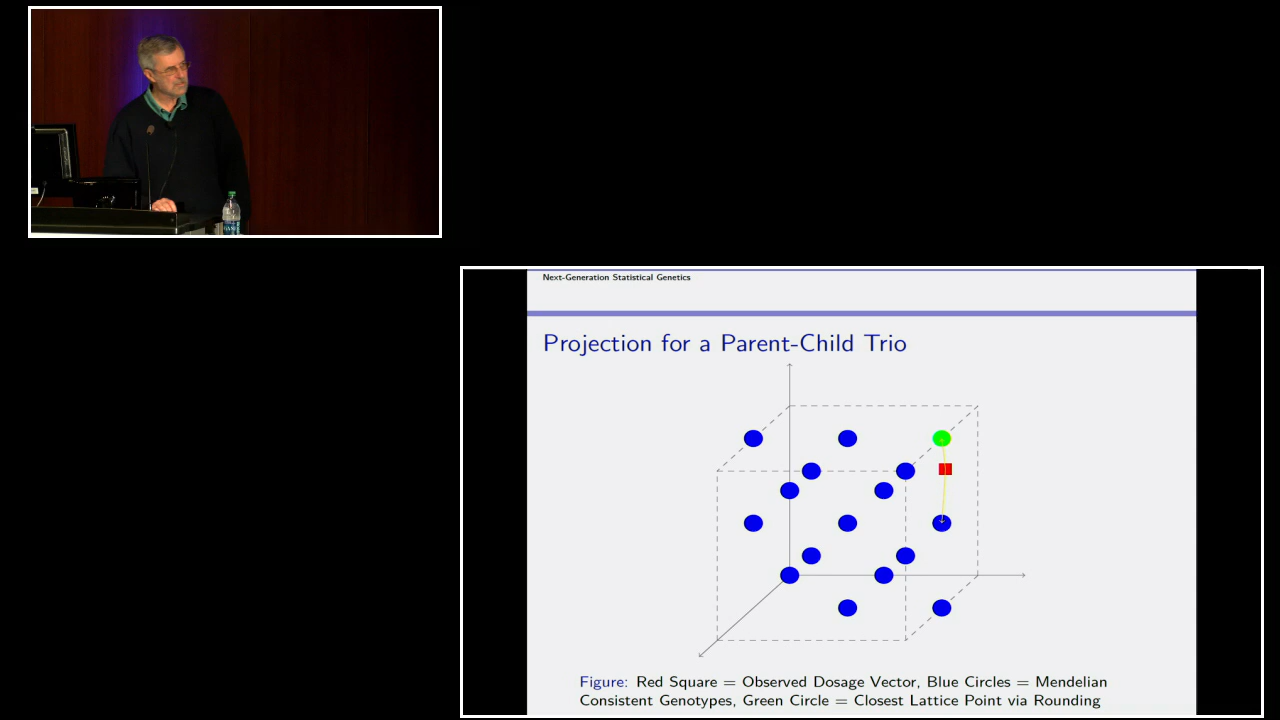 Next-Generation Statistical Genetics
Projection for a Parent-Child Trio
Figure: Red Square = Observed Dosage Vector, Blue Circles = Mendelian
Consistent Genotypes, Green Circle = Closest Lattice Point via Rounding